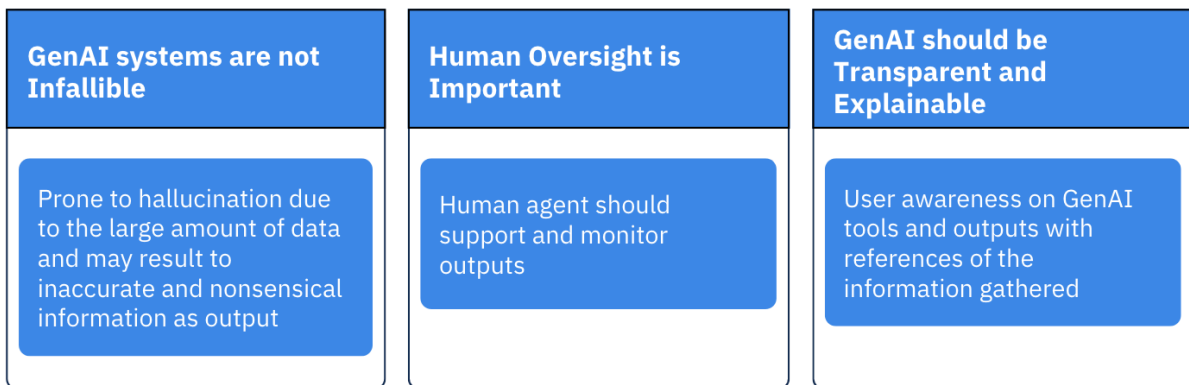 GenAI systems are not
Infallible
Prone to hallucination due
to the large amount of data
and may result to
inaccurate and nonsensical
information as output
Human Oversight is
Important
Human agent should
support and monitor
outputs
GenAI should be
Transparent and
Explainable
User awareness on GenAI
tools and outputs with
references of the
information gathered